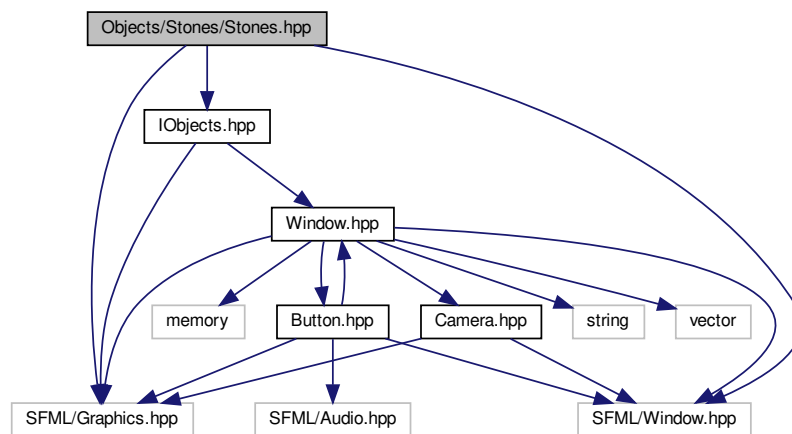 Objects/Stones/Stones.hpp
IObjects.hpp
Window.hpp
memory
Button.hpp
Camera.hpp
string
vector
SFML/Graphics.hpp
SFML/Audio.hpp
SFML/Window.hpp